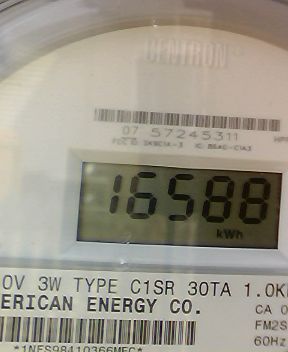 CENTRON
07 57245311
16588
kWh
0V 3W TYPE C1SR 30TA 1.0K
ERICAN ENERGY CO.
CA 0
FM2S
60Hz